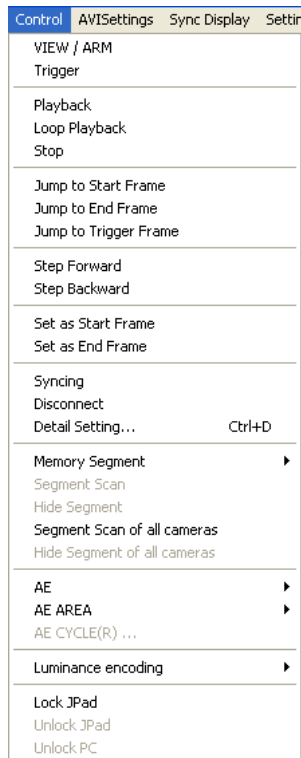 Control AVISettings Sync Display Settin
VIEW / ARM
Trigger
Playback
Loop Playback
Stop
Jump to Start Frame
Jump to End Frame
Jump to Trigger Frame
Step Forward
Step Backward
Set as Start Frame
Set as End Frame
Syncing
Disconnect
Detail Setting... Ctrl+D
Memory Segment
Segment Scan
Hide Segment
Segment Scan of all cameras
Hide Segment of all cameras
AE
AE AREA
AE CYCLE(R) ...
Luminance encoding
Lock JPad
Unlock JPad
Unlock PC